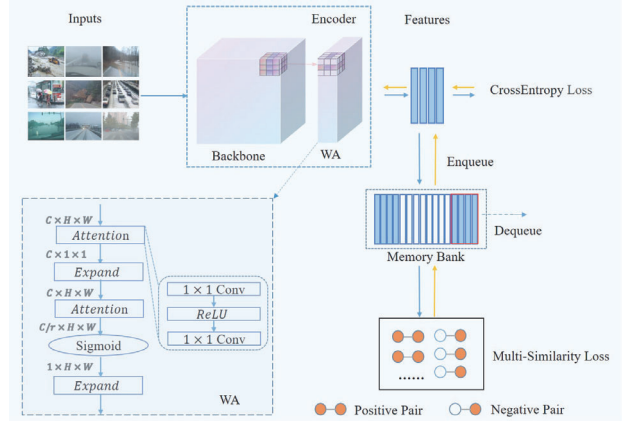 Inputs
Encoder
Features
Backbone
WA
CrossEntropy Loss
Enqueue
Memory Bank
Dequeue
C × H × W
Attention
C × 1 × 1
Expand
C × H × W
Attention
C/r × H × W
Sigmoid
1 × H × W
Expand
1 × 1 Conv
ReLU
1 × 1 Conv
WA
......
Multi-Similarity Loss
Positive Pair
Negative Pair